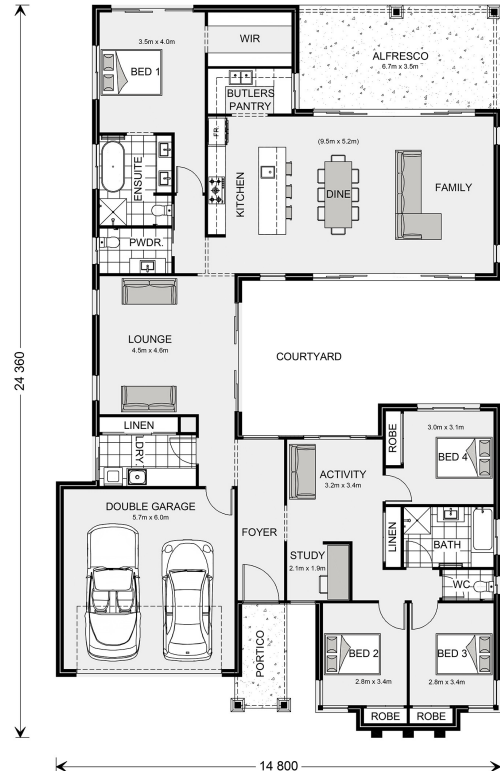 3.5m x 4.0m
BED 1
WIR
ALFRESCO
6.7m x 3.5m
BUTLERS
PANTRY
FR
ENSUITE
KITCHEN
(9.5m x 5.2m)
DINE
FAMILY
PWDR.
LOUNGE
4.5m x 4.6m
COURTYARD
24 360
LINEN
LDRY.
ROBE
3.0m x 3.1m
BED 4
ACTIVITY
3.2m x 3.4m
DOUBLE GARAGE
5.7m x 6.0m
FOYER
STUDY
2.1m x 1.9m
LINEN
BATH
WC
PORTICO
BED 2
2.8m x 3.4m
BED 3
2.8m x 3.4m
ROBE
ROBE
14 800